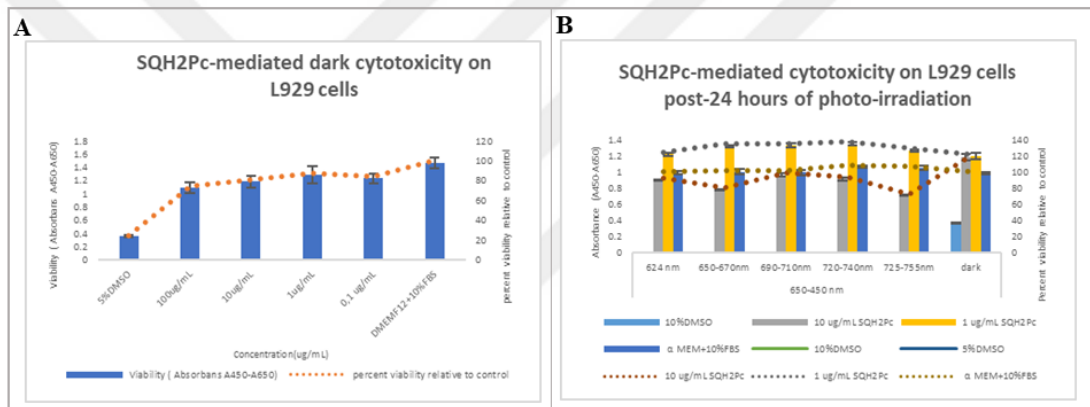 A
SQH2Pc-mediated dark cytotoxicity on
L929 cells
Viability ( Absorbans A450-A650)
1.8
1.6
1.4
1.2
1
0.8
0.6
0.4
0.2
0
120
100
80
60
40
20
0
percent viability relative to control
5%DMSO
100ug/mL
10ug/mL
1ug/mL
0,1 ug/mL
DMEMF12+10%FBS
Concentration(ug/mL)
Viability ( Absorbans A450-A650)
percent viability relative to control
B
SQH2Pc-mediated cytotoxicity on L929 cells
post-24 hours of photo-irradiation
Absorbance (A450-A650)
1.4
1.2
1
0.8
0.6
0.4
0.2
0
140
120
100
80
60
40
20
0
Percent viability relative to control
624 nm
650-670nm
690-710nm
720-740nm
725-755nm
dark
650-450 nm
10%DMSO
10 ug/mL SQH2Pc
1 ug/mL SQH2Pc
α MEM+10%FBS
10%DMSO
5%DMSO
10 ug/mL SQH2Pc
1 ug/mL SQH2Pc
α MEM+10%FBS